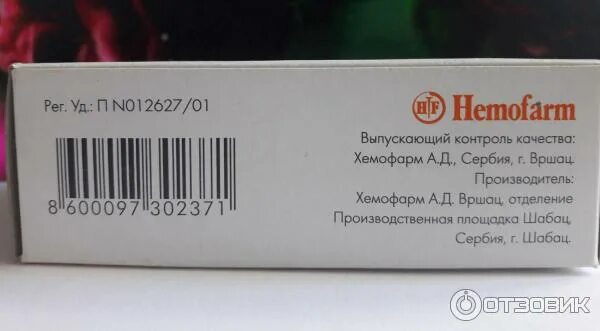 Рег. Уд.: П N012627/01
8 600097 302371
HF Hemofarm
Выпускающий контроль качества:
Хемофарм А.Д., Сербия, г. Вршац.
Производитель:
Хемофарм А.Д. Вршац, отделение
Производственная площадка Шабац,
Сербия, г. Шабац.
ОТЗОВИК